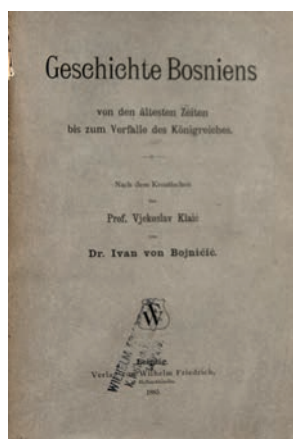 Geschichte Bosniens
von den ältesten Zeiten
bis zum Verfalle des Königreiches.
Nach dem Kroatischen
des
Prof. Vjekoslav Klaić
von
Dr. Ivan von Bojničić.
W
Leipzig
Verlag von Wilhelm Friedrich,
WILHELM